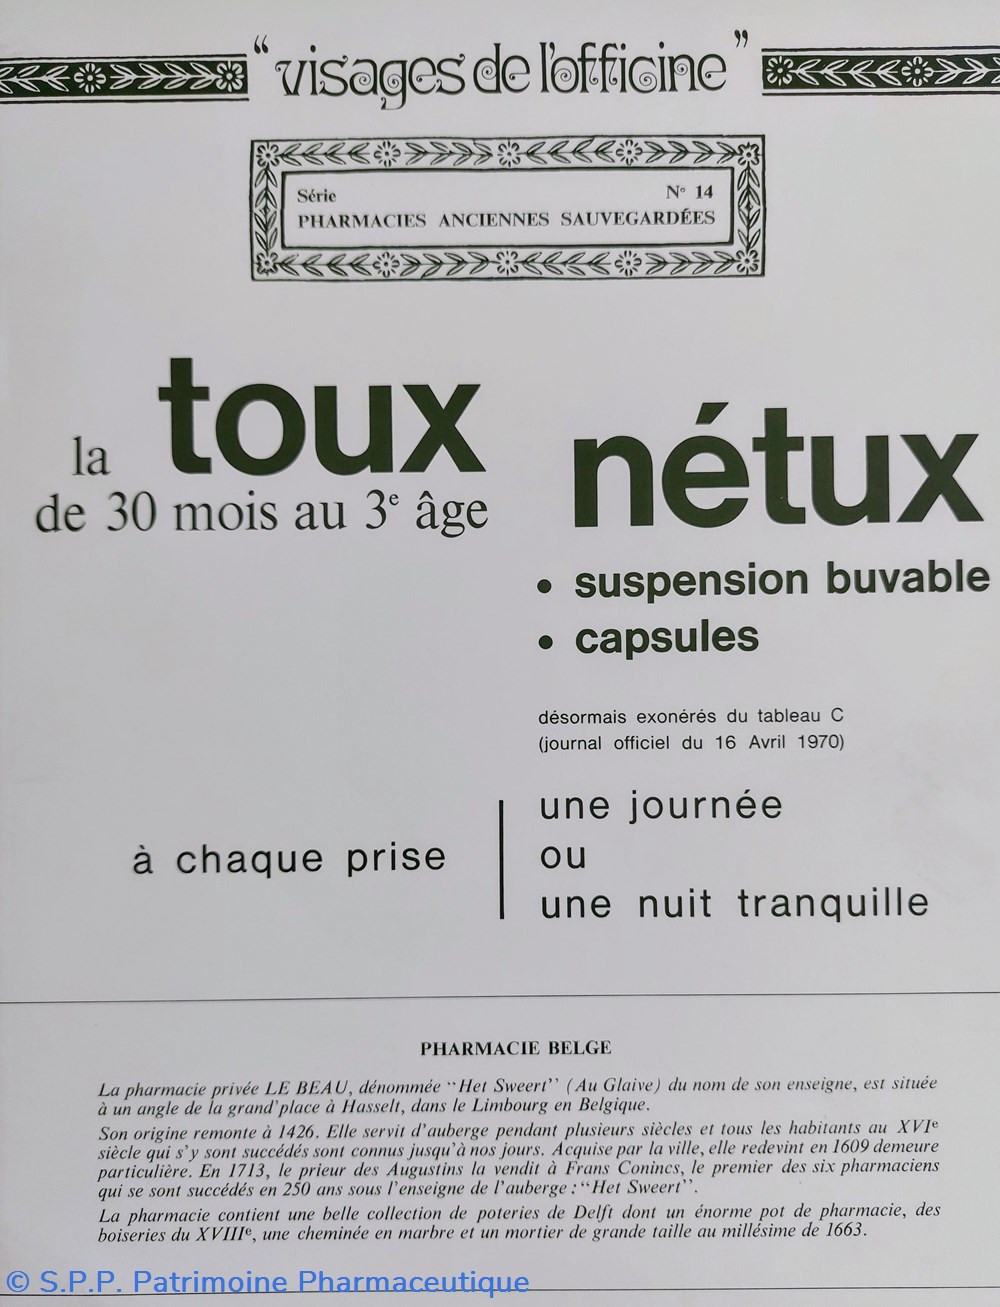 “visages de l'officine”
Série N° 14
PHARMACIES ANCIENNES SAUVEGARDÉES
la toux
de 30 mois au 3e âge
nétux
• suspension buvable
• capsules
désormais exonérés du tableau C
(journal officiel du 16 Avril 1970)
à chaque prise
une journée
ou
une nuit tranquille
PHARMACIE BELGE
La pharmacie privée LE BEAU, dénommée “Het Sweert” (Au Glaive) du nom de son enseigne, est située
à un angle de la grand'place à Hasselt, dans le Limbourg en Belgique.
Son origine remonte à 1426. Elle servit d'auberge pendant plusieurs siècles et tous les habitants au XVIe
siècle qui s'y sont succédés sont connus jusqu'à nos jours. Acquise par la ville, elle redevint en 1609 demeure
particulière. En 1713, le prieur des Augustins la vendit à Frans Conincs, le premier des six pharmaciens
qui se sont succédés en 250 ans sous l'enseigne de l'auberge : “Het Sweert”.
La pharmacie contient une belle collection de poteries de Delft dont un énorme pot de pharmacie, des
boiseries du XVIIIe, une cheminée en marbre et un mortier de grande taille au millésime de 1663.
© S.P.P. Patrimoine Pharmaceutique